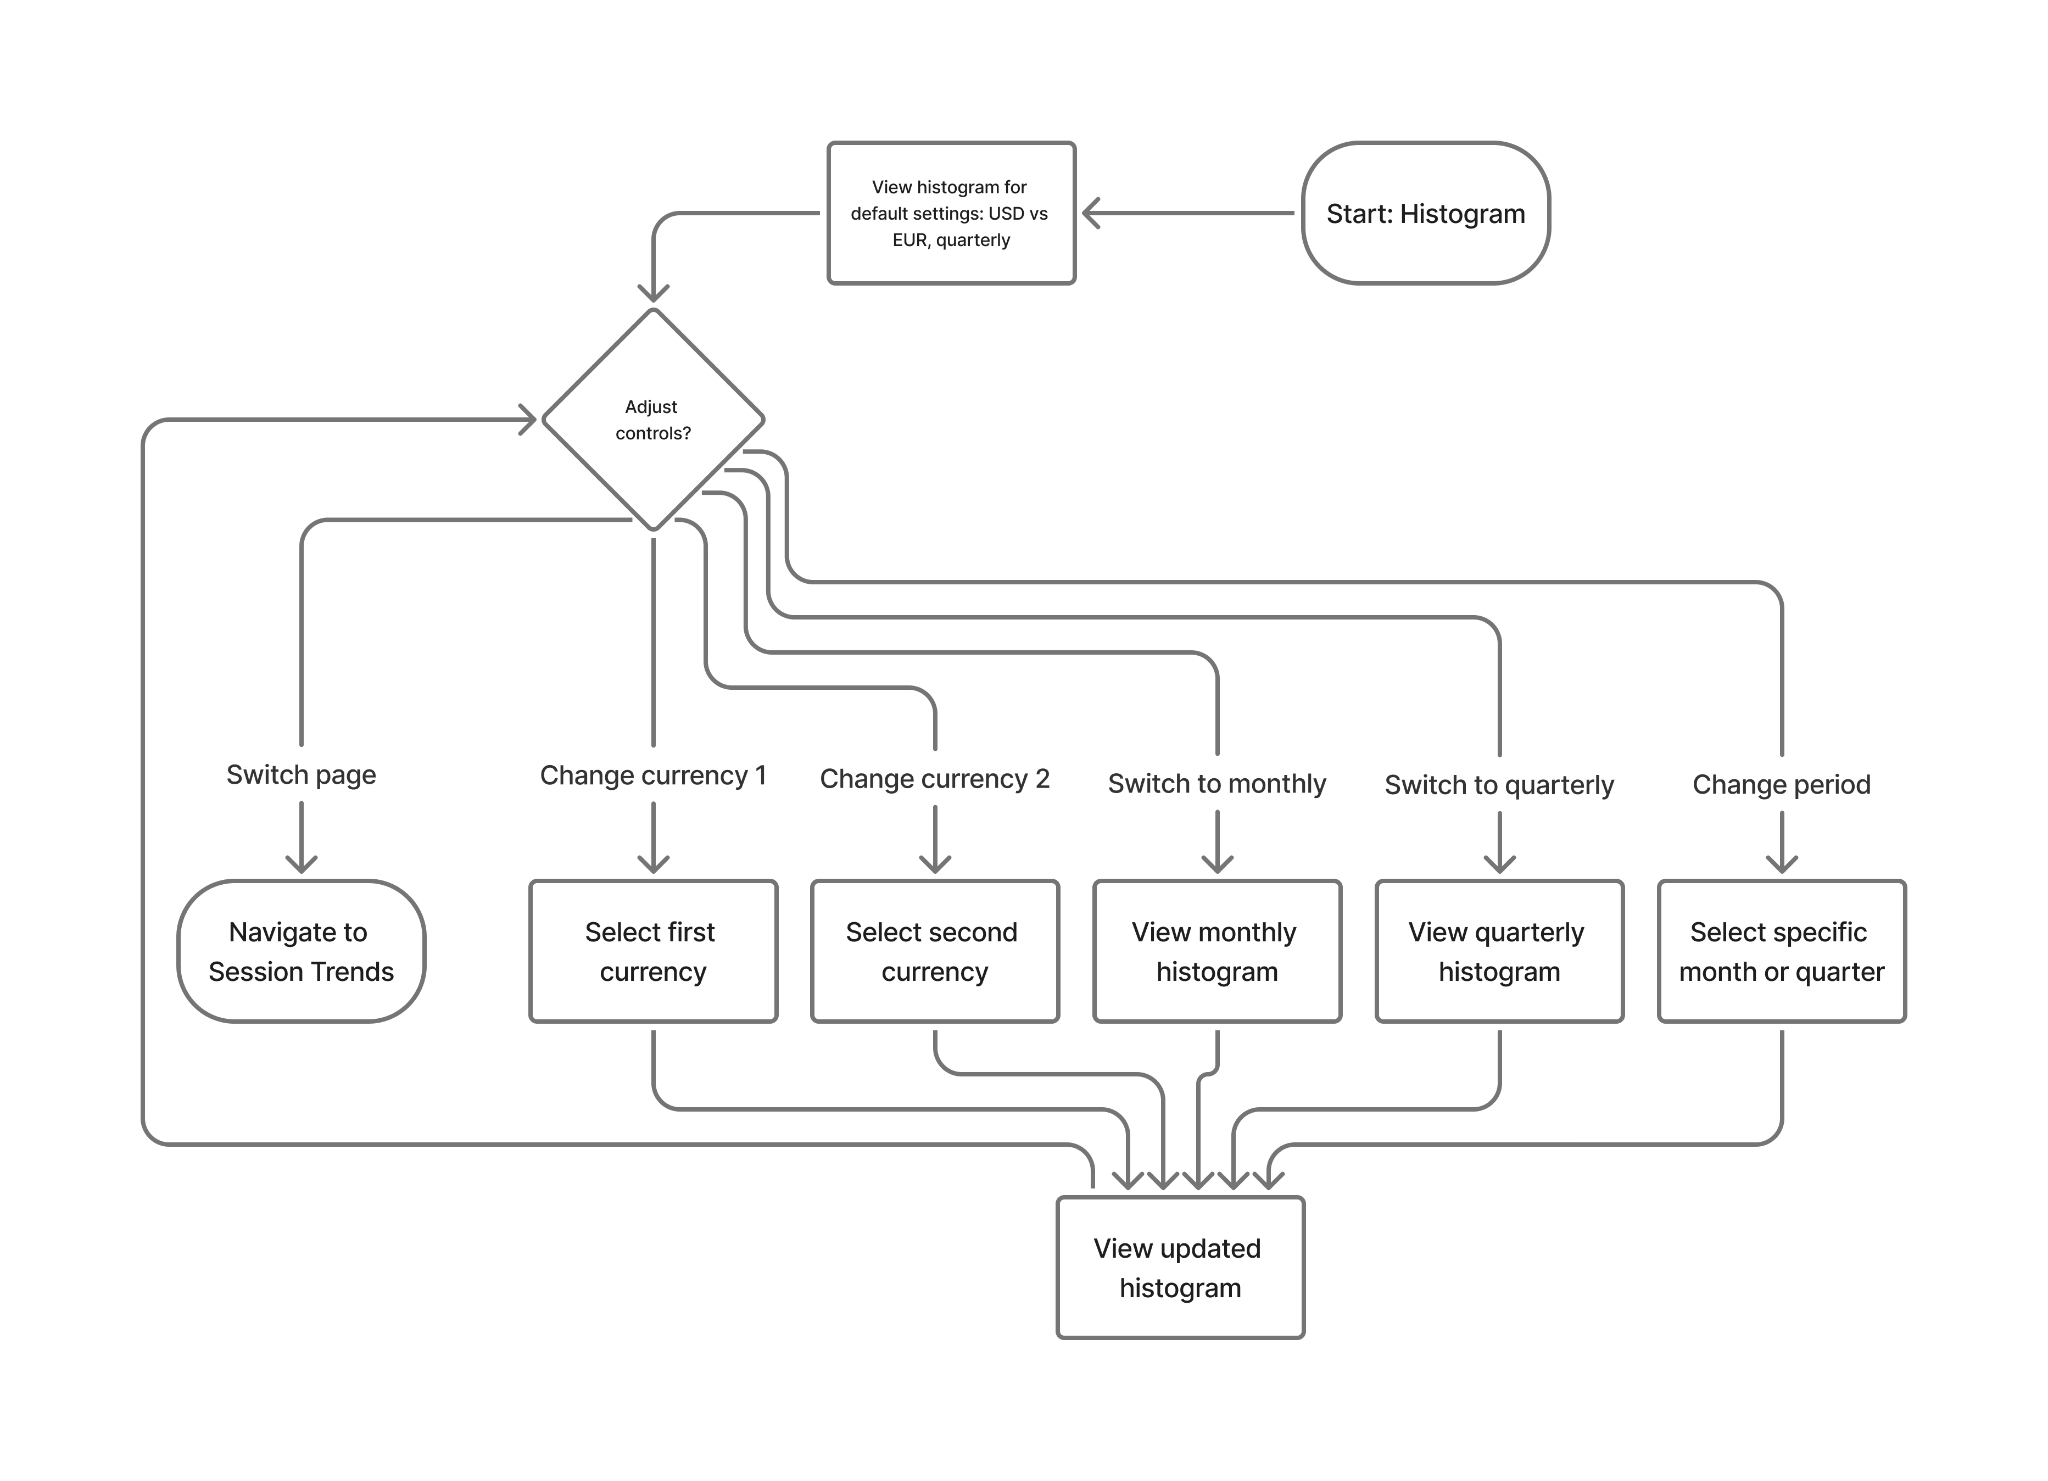 View histogram for
default settings: USD vs
EUR, quarterly
Start: Histogram
Adjust
controls?
Switch page
Change currency 1
Change currency 2
Switch to monthly
Switch to quarterly
Change period
Navigate to
Session Trends
Select first
currency
Select second
currency
View monthly
histogram
View quarterly
histogram
Select specific
month or quarter
View updated
histogram